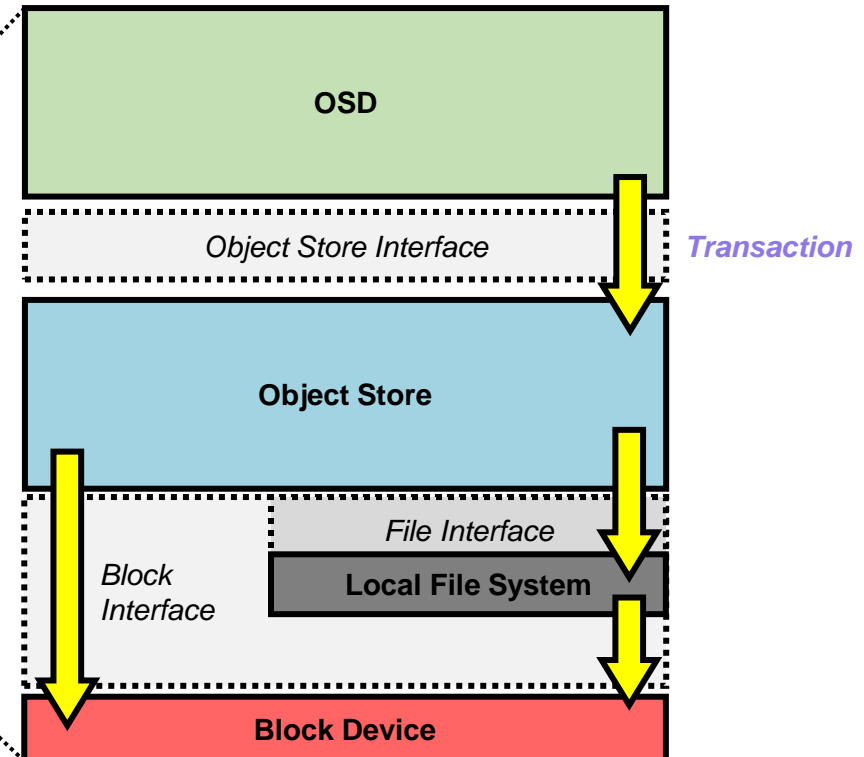 OSD
Object Store Interface
Transaction
Object Store
File Interface
Block
Interface
Local File System
Block Device